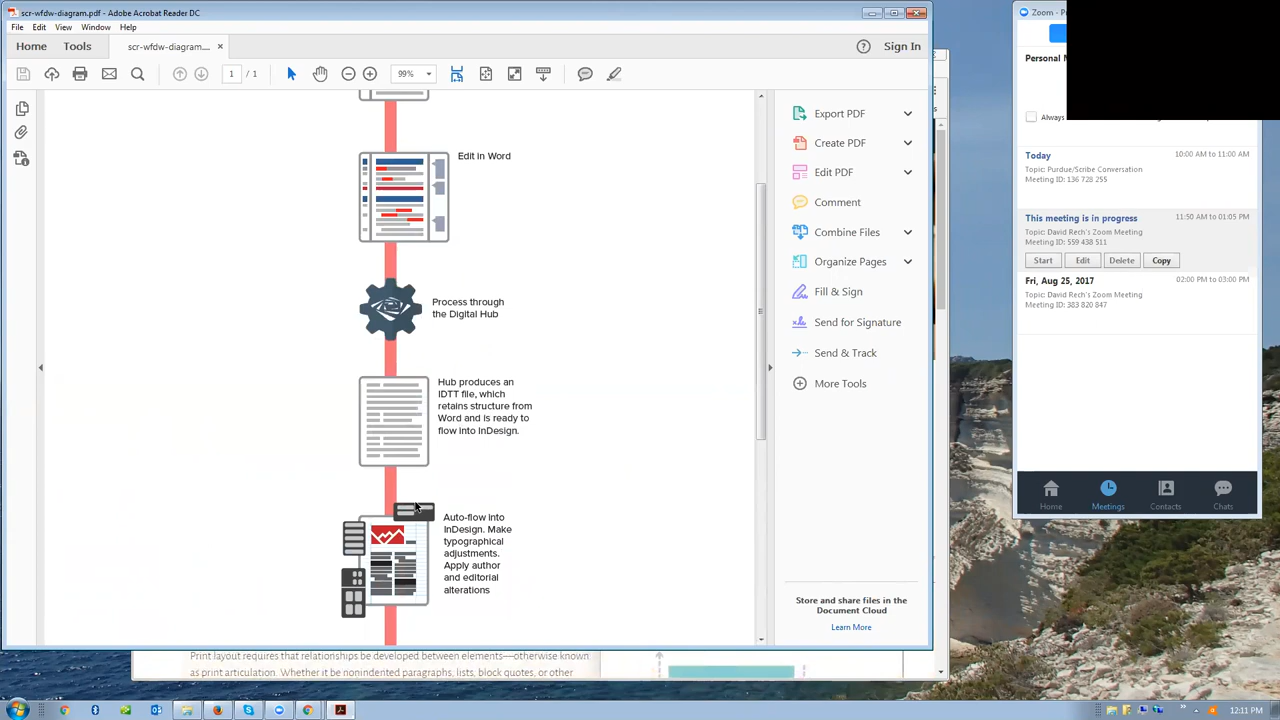 scr-wfdw-diagram.pdf - Adobe Acrobat Reader DC
File Edit View Window Help
Home Tools scr-wfdw-diagram.... × Sign In
1 / 1 99%
Edit in Word
Process through
the Digital Hub
Hub produces an
IDTT file, which
retains structure from
Word and is ready to
flow into InDesign.
Auto-flow into
InDesign. Make
typographical
adjustments.
Apply author
and editorial
alterations
Export PDF
Create PDF
Edit PDF
Comment
Combine Files
Organize Pages
Fill & Sign
Send for Signature
Send & Track
More Tools
Store and share files in the
Document Cloud
Learn More
Print layout requires that relationships be developed between elements—otherwise known
as print articulation. Whether it be nonindented paragraphs, lists, block quotes, or other
Zoom - Pr
Personal M
Always
Today 10:00 AM to 11:00 AM
Topic: Purdue/Scribe Conversation
Meeting ID: 136 728 255
This meeting is in progress 11:50 AM to 01:05 PM
Topic: David Rech's Zoom Meeting
Meeting ID: 559 438 511
Start Edit Delete Copy
Fri, Aug 25, 2017 02:00 PM to 03:00 PM
Topic: David Rech's Zoom Meeting
Meeting ID: 383 820 847
Home Meetings Contacts Chats
12:11 PM